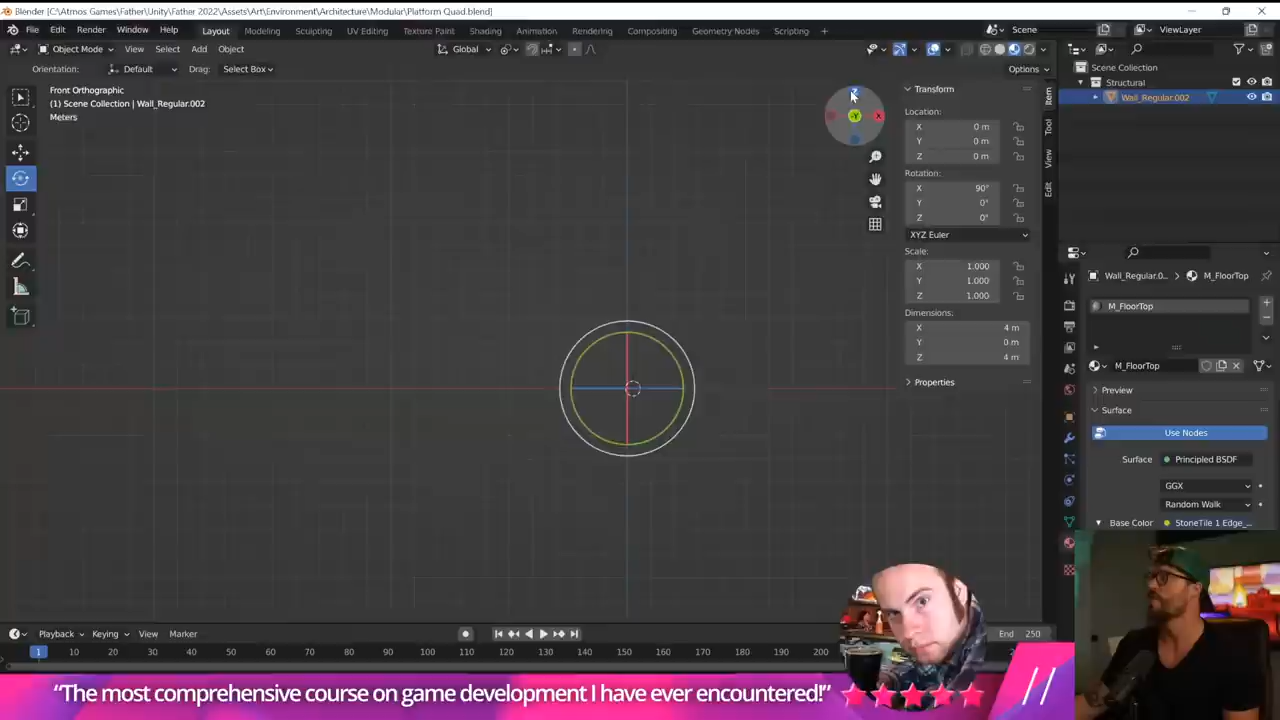 Blender [C:\Atmos Games\Father\Unity\Father 2022\Assets\Art\Environment\Architecture\Modular\Platform Quad.blend]
File Edit Render Window Help Layout Modeling Sculpting UV Editing Texture Paint Shading Animation Rendering Compositing Geometry Nodes Scripting + Scene ViewLayer
Object Mode View Select Add Object Global
Orientation: Default Drag: Select Box Options
Front Orthographic
(1) Scene Collection | Wall_Regular.002
Meters
Z
Y
X
Transform
Location:
X 0 m
Y 0 m
Z 0 m
Rotation:
X 90°
Y 0°
Z 0°
XYZ Euler
Scale:
X 1.000
Y 1.000
Z 1.000
Dimensions:
X 4 m
Y 0 m
Z 4 m
Properties
Item
Tool
View
Edit
Scene Collection
Structural
Wall_Regular.002
Wall_Regular.0... > M_FloorTop
M_FloorTop
M_FloorTop
Preview
Surface
Use Nodes
Surface Principled BSDF
GGX
Random Walk
Base Color StoneTile 1 Edge_...
Playback Keying View Marker End 250
1 10 20 30 40 50 60 70 80 90 100 110 120 130 140 150 160 170 180 190 200
“The most comprehensive course on game development I have ever encountered!” //